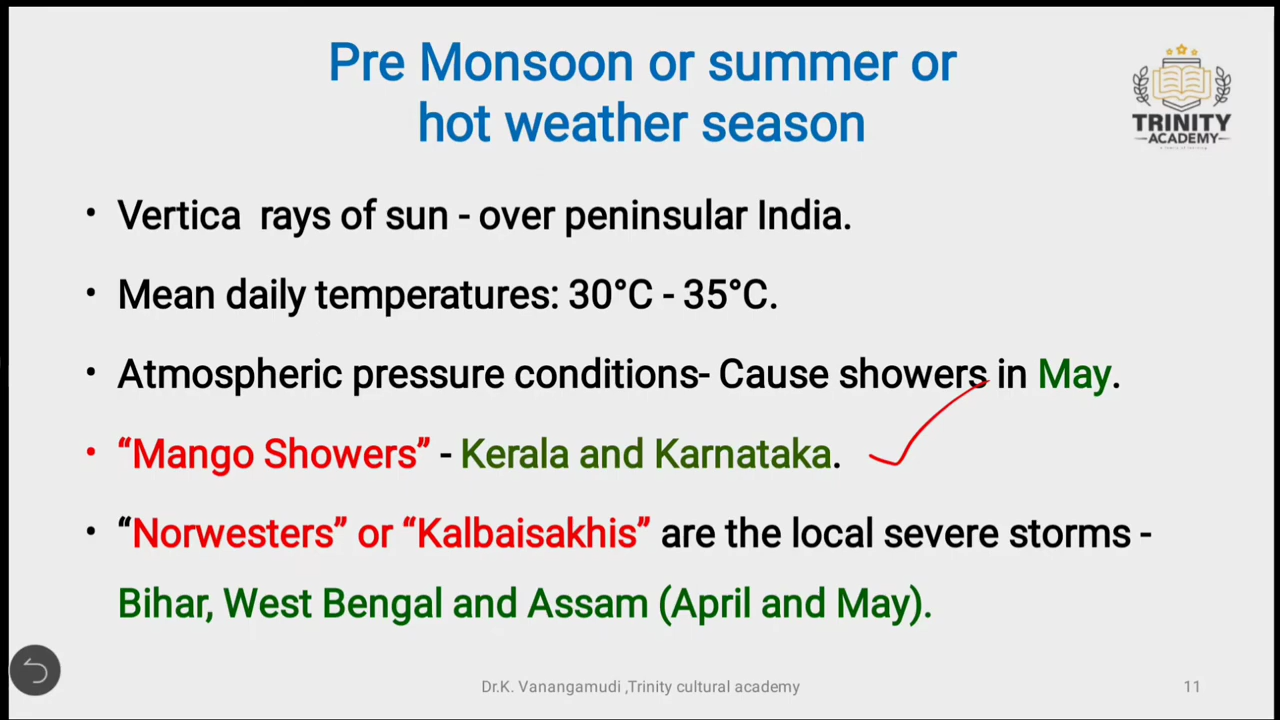 Pre Monsoon or summer or
hot weather season
TRINITY
ACADEMY
• Vertica rays of sun - over peninsular India.
• Mean daily temperatures: 30°C - 35°C.
• Atmospheric pressure conditions- Cause showers in May.
• “Mango Showers” - Kerala and Karnataka.
• “Norwesters” or “Kalbaisakhis” are the local severe storms -
Bihar, West Bengal and Assam (April and May).
Dr.K. Vanangamudi ,Trinity cultural academy
11